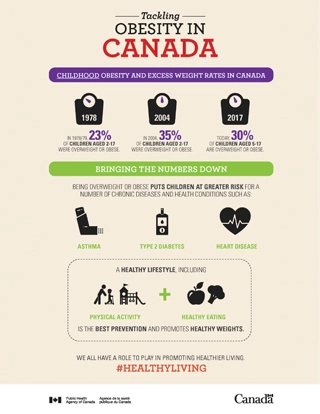 Tackling
OBESITY IN
CANADA
CHILDHOOD OBESITY AND EXCESS WEIGHT RATES IN CANADA
1978
2004
2017
IN 1978/79, 23%
OF CHILDREN AGED 2-17
WERE OVERWEIGHT OR OBESE.
IN 2004, 35%
OF CHILDREN AGED 2-17
WERE OVERWEIGHT OR OBESE.
TODAY, 30%
OF CHILDREN AGED 5-17
ARE OVERWEIGHT OR OBESE.
BRINGING THE NUMBERS DOWN
BEING OVERWEIGHT OR OBESE PUTS CHILDREN AT GREATER RISK FOR A
NUMBER OF CHRONIC DISEASES AND HEALTH CONDITIONS SUCH AS:
ASTHMA
TYPE 2 DIABETES
HEART DISEASE
A HEALTHY LIFESTYLE, INCLUDING
PHYSICAL ACTIVITY
+
HEALTHY EATING
IS THE BEST PREVENTION AND PROMOTES HEALTHY WEIGHTS.
WE ALL HAVE A ROLE TO PLAY IN PROMOTING HEALTHIER LIVING.
#HEALTHYLIVING
Public Health
Agency of Canada
Agence de la santé
publique du Canada
Canada